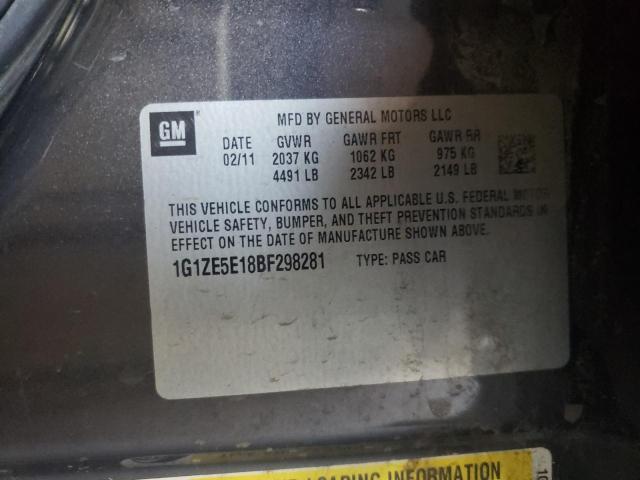 GM
MFD BY GENERAL MOTORS LLC
DATE GVWR GAWR FRT GAWR RR
02/11 2037 KG 1062 KG 975 KG
4491 LB 2342 LB 2149 LB
THIS VEHICLE CONFORMS TO ALL APPLICABLE U.S. FEDERAL MOTOR
VEHICLE SAFETY, BUMPER, AND THEFT PREVENTION STANDARDS IN
EFFECT ON THE DATE OF MANUFACTURE SHOWN ABOVE.
1G1ZE5E18BF298281 TYPE: PASS CAR
LOADING INFORMATION